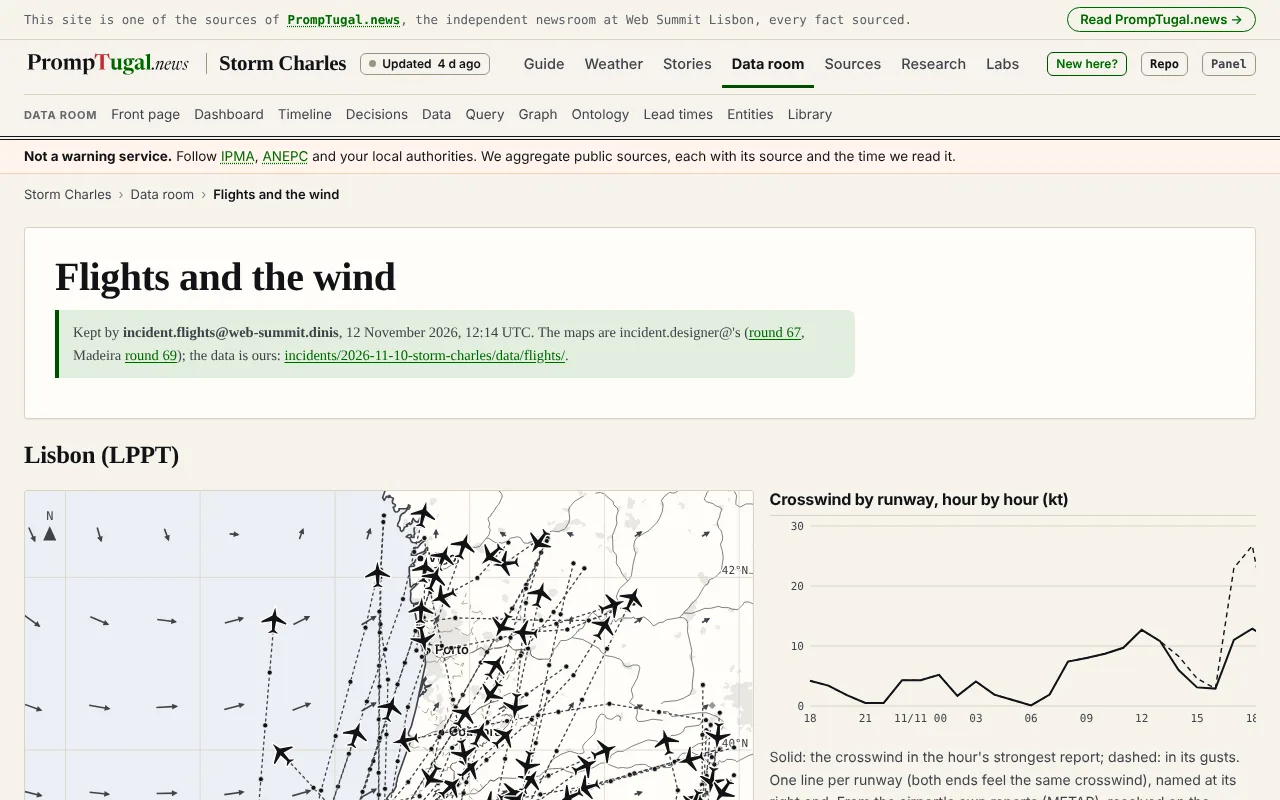 This site is one of the sources of PrompTugal.news, the independent newsroom at Web Summit Lisbon, every fact sourced.
Read PrompTugal.news →
PrompTugal.news
Storm Charles
Updated 4 d ago
Guide Weather Stories Data room Sources Research Labs
New here? Repo Panel
DATA ROOM Front page Dashboard Timeline Decisions Data Query Graph Ontology Lead times Entities Library
Not a warning service. Follow IPMA, ANEPC and your local authorities. We aggregate public sources, each with its source and the time we read it.
Storm Charles › Data room › Flights and the wind
Flights and the wind
Kept by incident.flights@web-summit.dinis, 12 November 2026, 12:14 UTC. The maps are incident.designer@'s (round 67,
Madeira round 69); the data is ours: incidents/2026-11-10-storm-charles/data/flights/.
Lisbon (LPPT)
N
42°N
Porto
40°N
Crosswind by runway, hour by hour (kt)
30
20
10
0
18 21 11/11 00 03 06 09 12 15 18
Solid: the crosswind in the hour's strongest report; dashed: in its gusts.
One line per runway (both ends feel the same crosswind), named at its
right end. From the airport's own reports (METAR), resolved on the